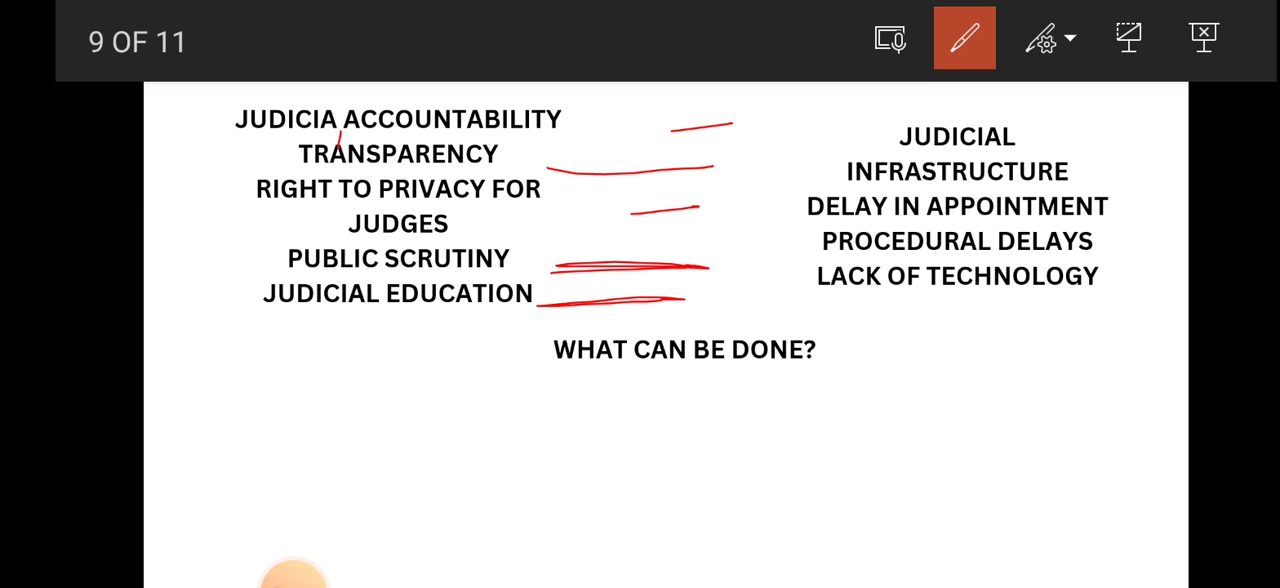 9 OF 11
JUDICIA ACCOUNTABILITY
TRANSPARENCY
RIGHT TO PRIVACY FOR
JUDGES
PUBLIC SCRUTINY
JUDICIAL EDUCATION
JUDICIAL
INFRASTRUCTURE
DELAY IN APPOINTMENT
PROCEDURAL DELAYS
LACK OF TECHNOLOGY
WHAT CAN BE DONE?